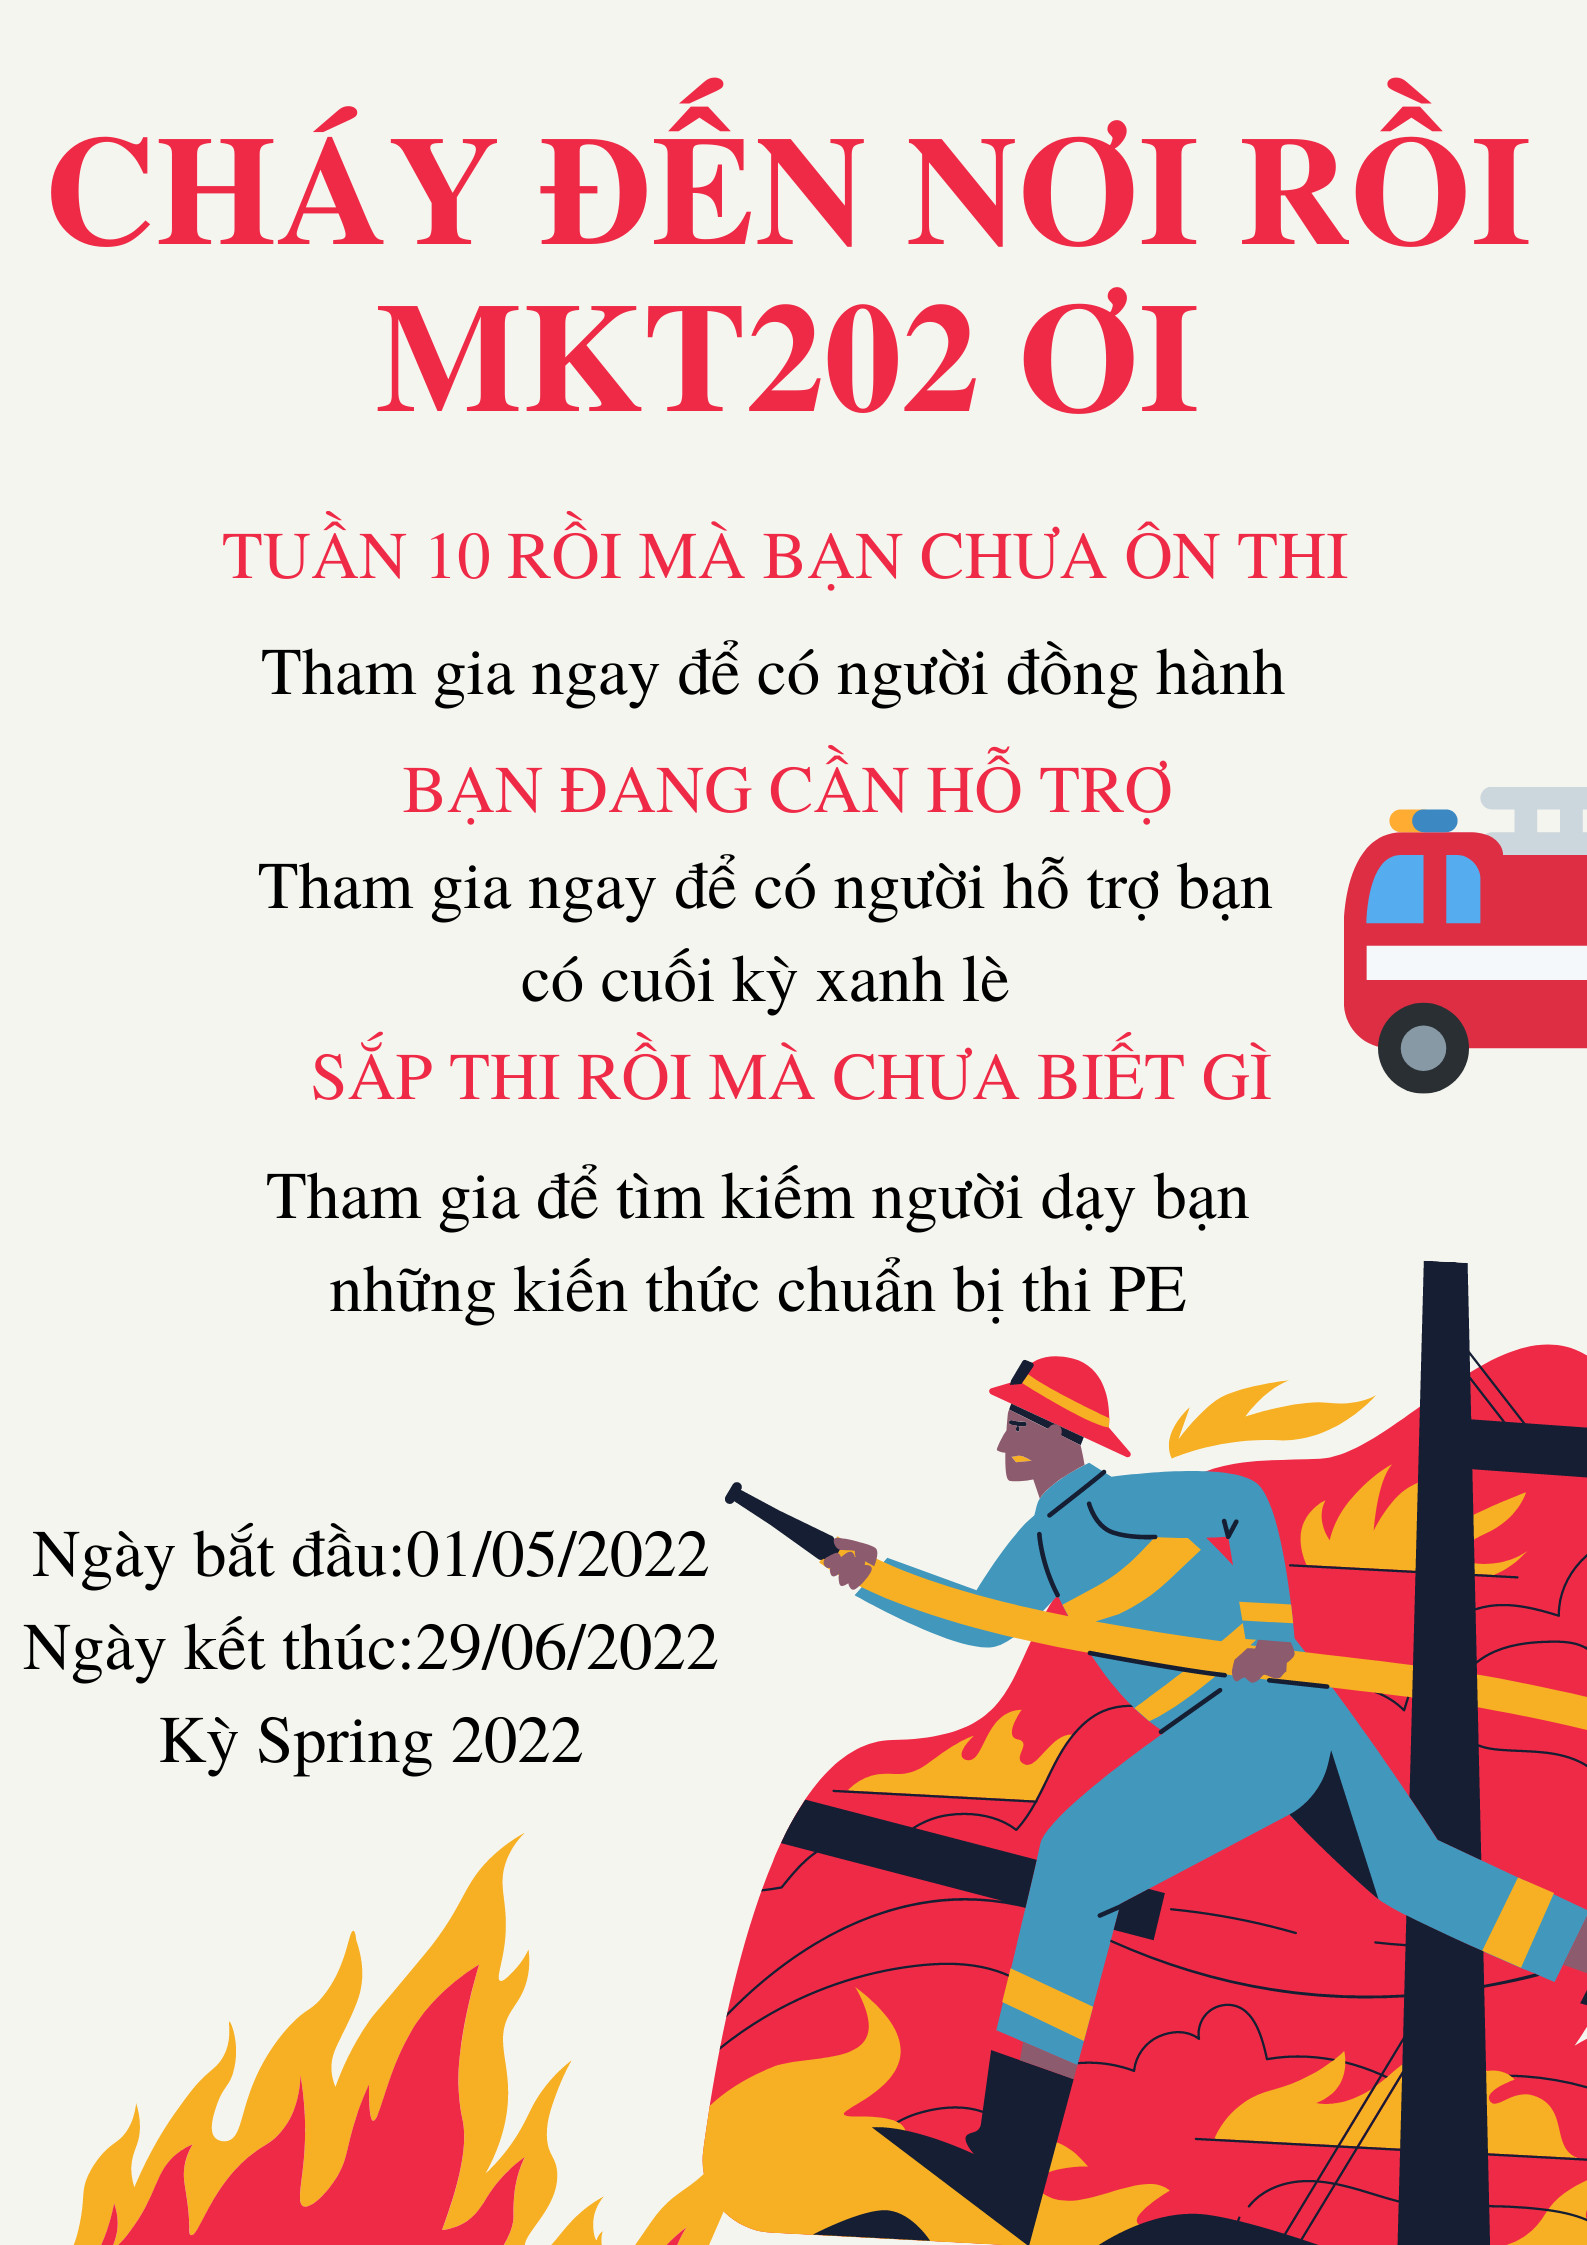 CHÁY ĐẾN NƠI RỒI
MKT202 ƠI
TUẦN 10 RỒI MÀ BẠN CHƯA ÔN THI
Tham gia ngay để có người đồng hành
BẠN ĐANG CẦN HỖ TRỢ
Tham gia ngay để có người hỗ trợ bạn
có cuối kỳ xanh lè
SẮP THI RỒI MÀ CHƯA BIẾT GÌ
Tham gia để tìm kiếm người dạy bạn
những kiến thức chuẩn bị thi PE
Ngày bắt đầu:01/05/2022
Ngày kết thúc:29/06/2022
Kỳ Spring 2022